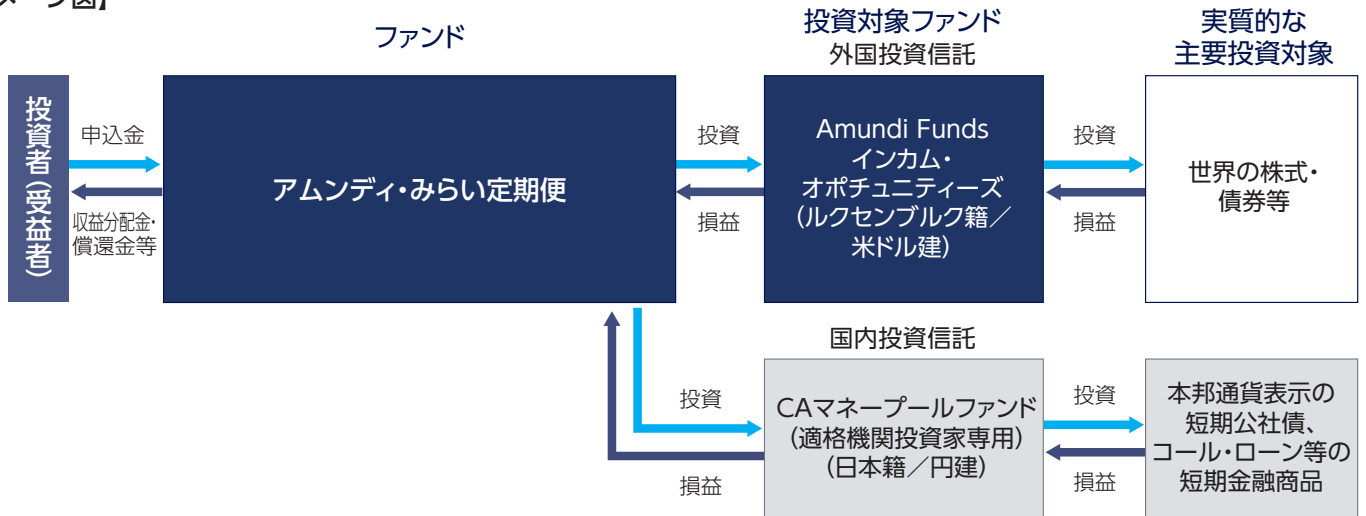 メージ図】
ファンド
投資対象ファンド
外国投資信託
実質的な
主要投資対象
投資者(受益者)
申込金
収益分配金・
償還金等
アムンディ・みらい定期便
投資
損益
Amundi Funds
インカム・
オポチュニティーズ
(ルクセンブルク籍／
米ドル建)
投資
損益
世界の株式・
債券等
国内投資信託
投資
損益
CAマネープールファンド
(適格機関投資家専用)
(日本籍／円建)
投資
損益
本邦通貨表示の
短期公社債、
コール・ローン等の
短期金融商品